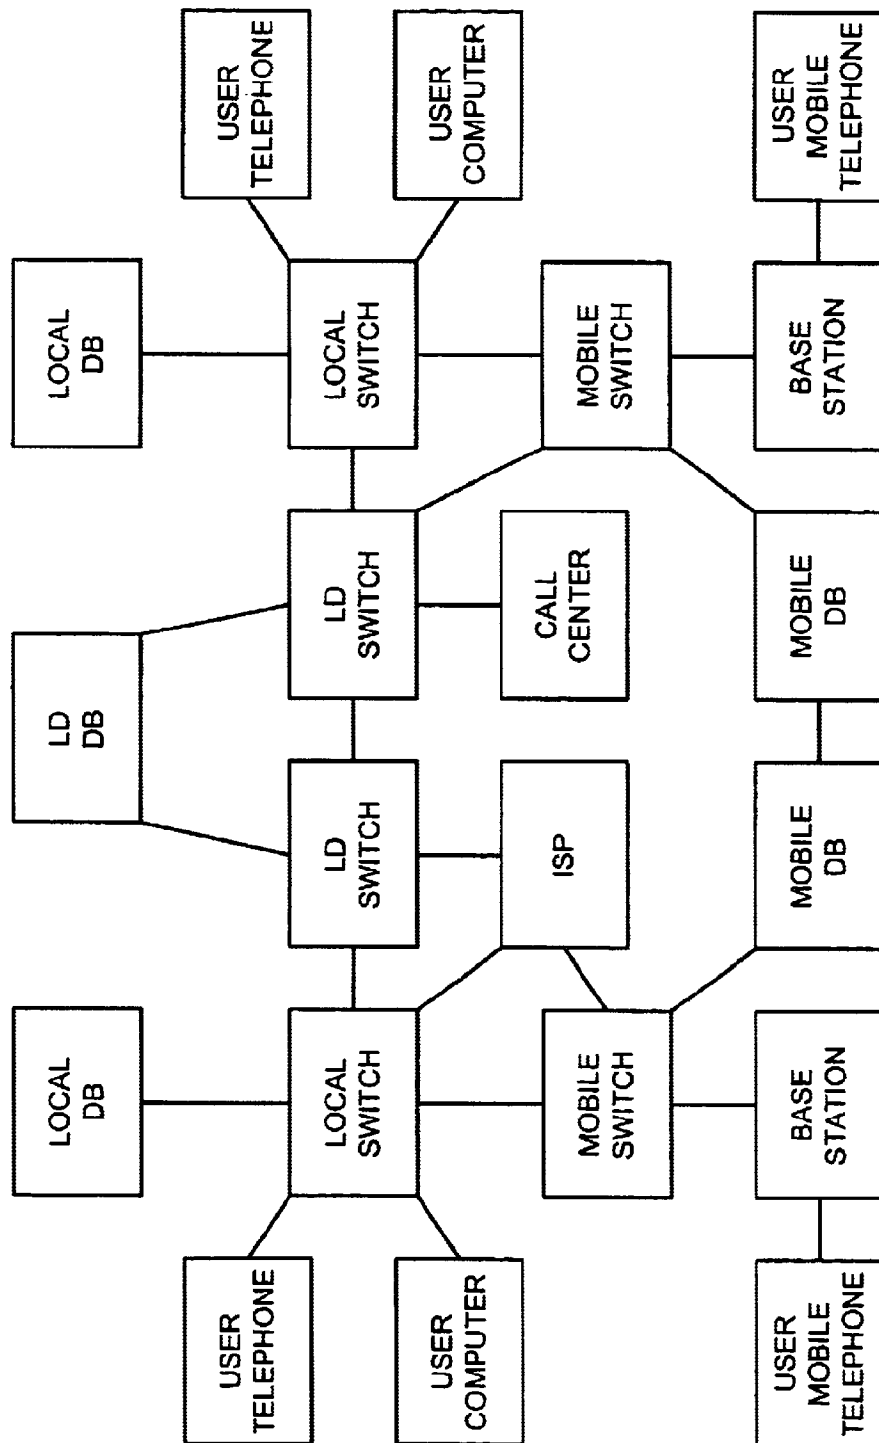 LOCAL
DB
LD
DB
LOCAL
DB
USER
TELEPHONE
USER
TELEPHONE
LOCAL
SWITCH
LD
SWITCH
LD
SWITCH
LOCAL
SWITCH
USER
COMPUTER
USER
COMPUTER
ISP
CALL
CENTER
MOBILE
SWITCH
MOBILE
SWITCH
USER
MOBILE
TELEPHONE
BASE
STATION
MOBILE
DB
MOBILE
DB
BASE
STATION
USER
MOBILE
TELEPHONE